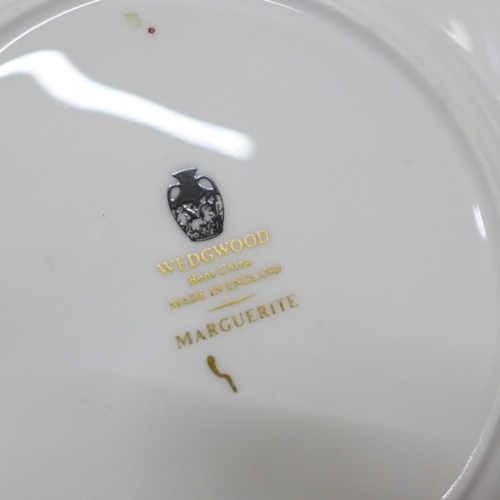 WEDGWOOD
Bone China
MADE IN ENGLAND
MARGUERITE